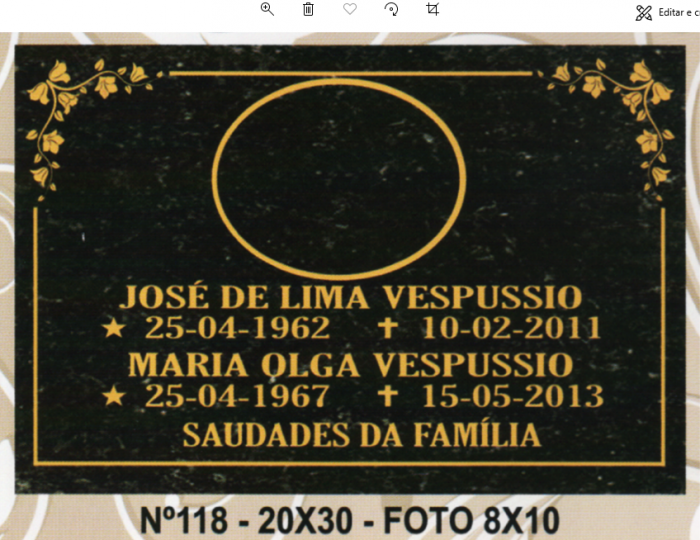 Editar e c
JOSÉ DE LIMA VESPUSSIO
★ 25-04-1962 ✝ 10-02-2011
MARIA OLGA VESPUSSIO
★ 25-04-1967 ✝ 15-05-2013
SAUDADES DA FAMÍLIA
Nº118 - 20X30 - FOTO 8X10